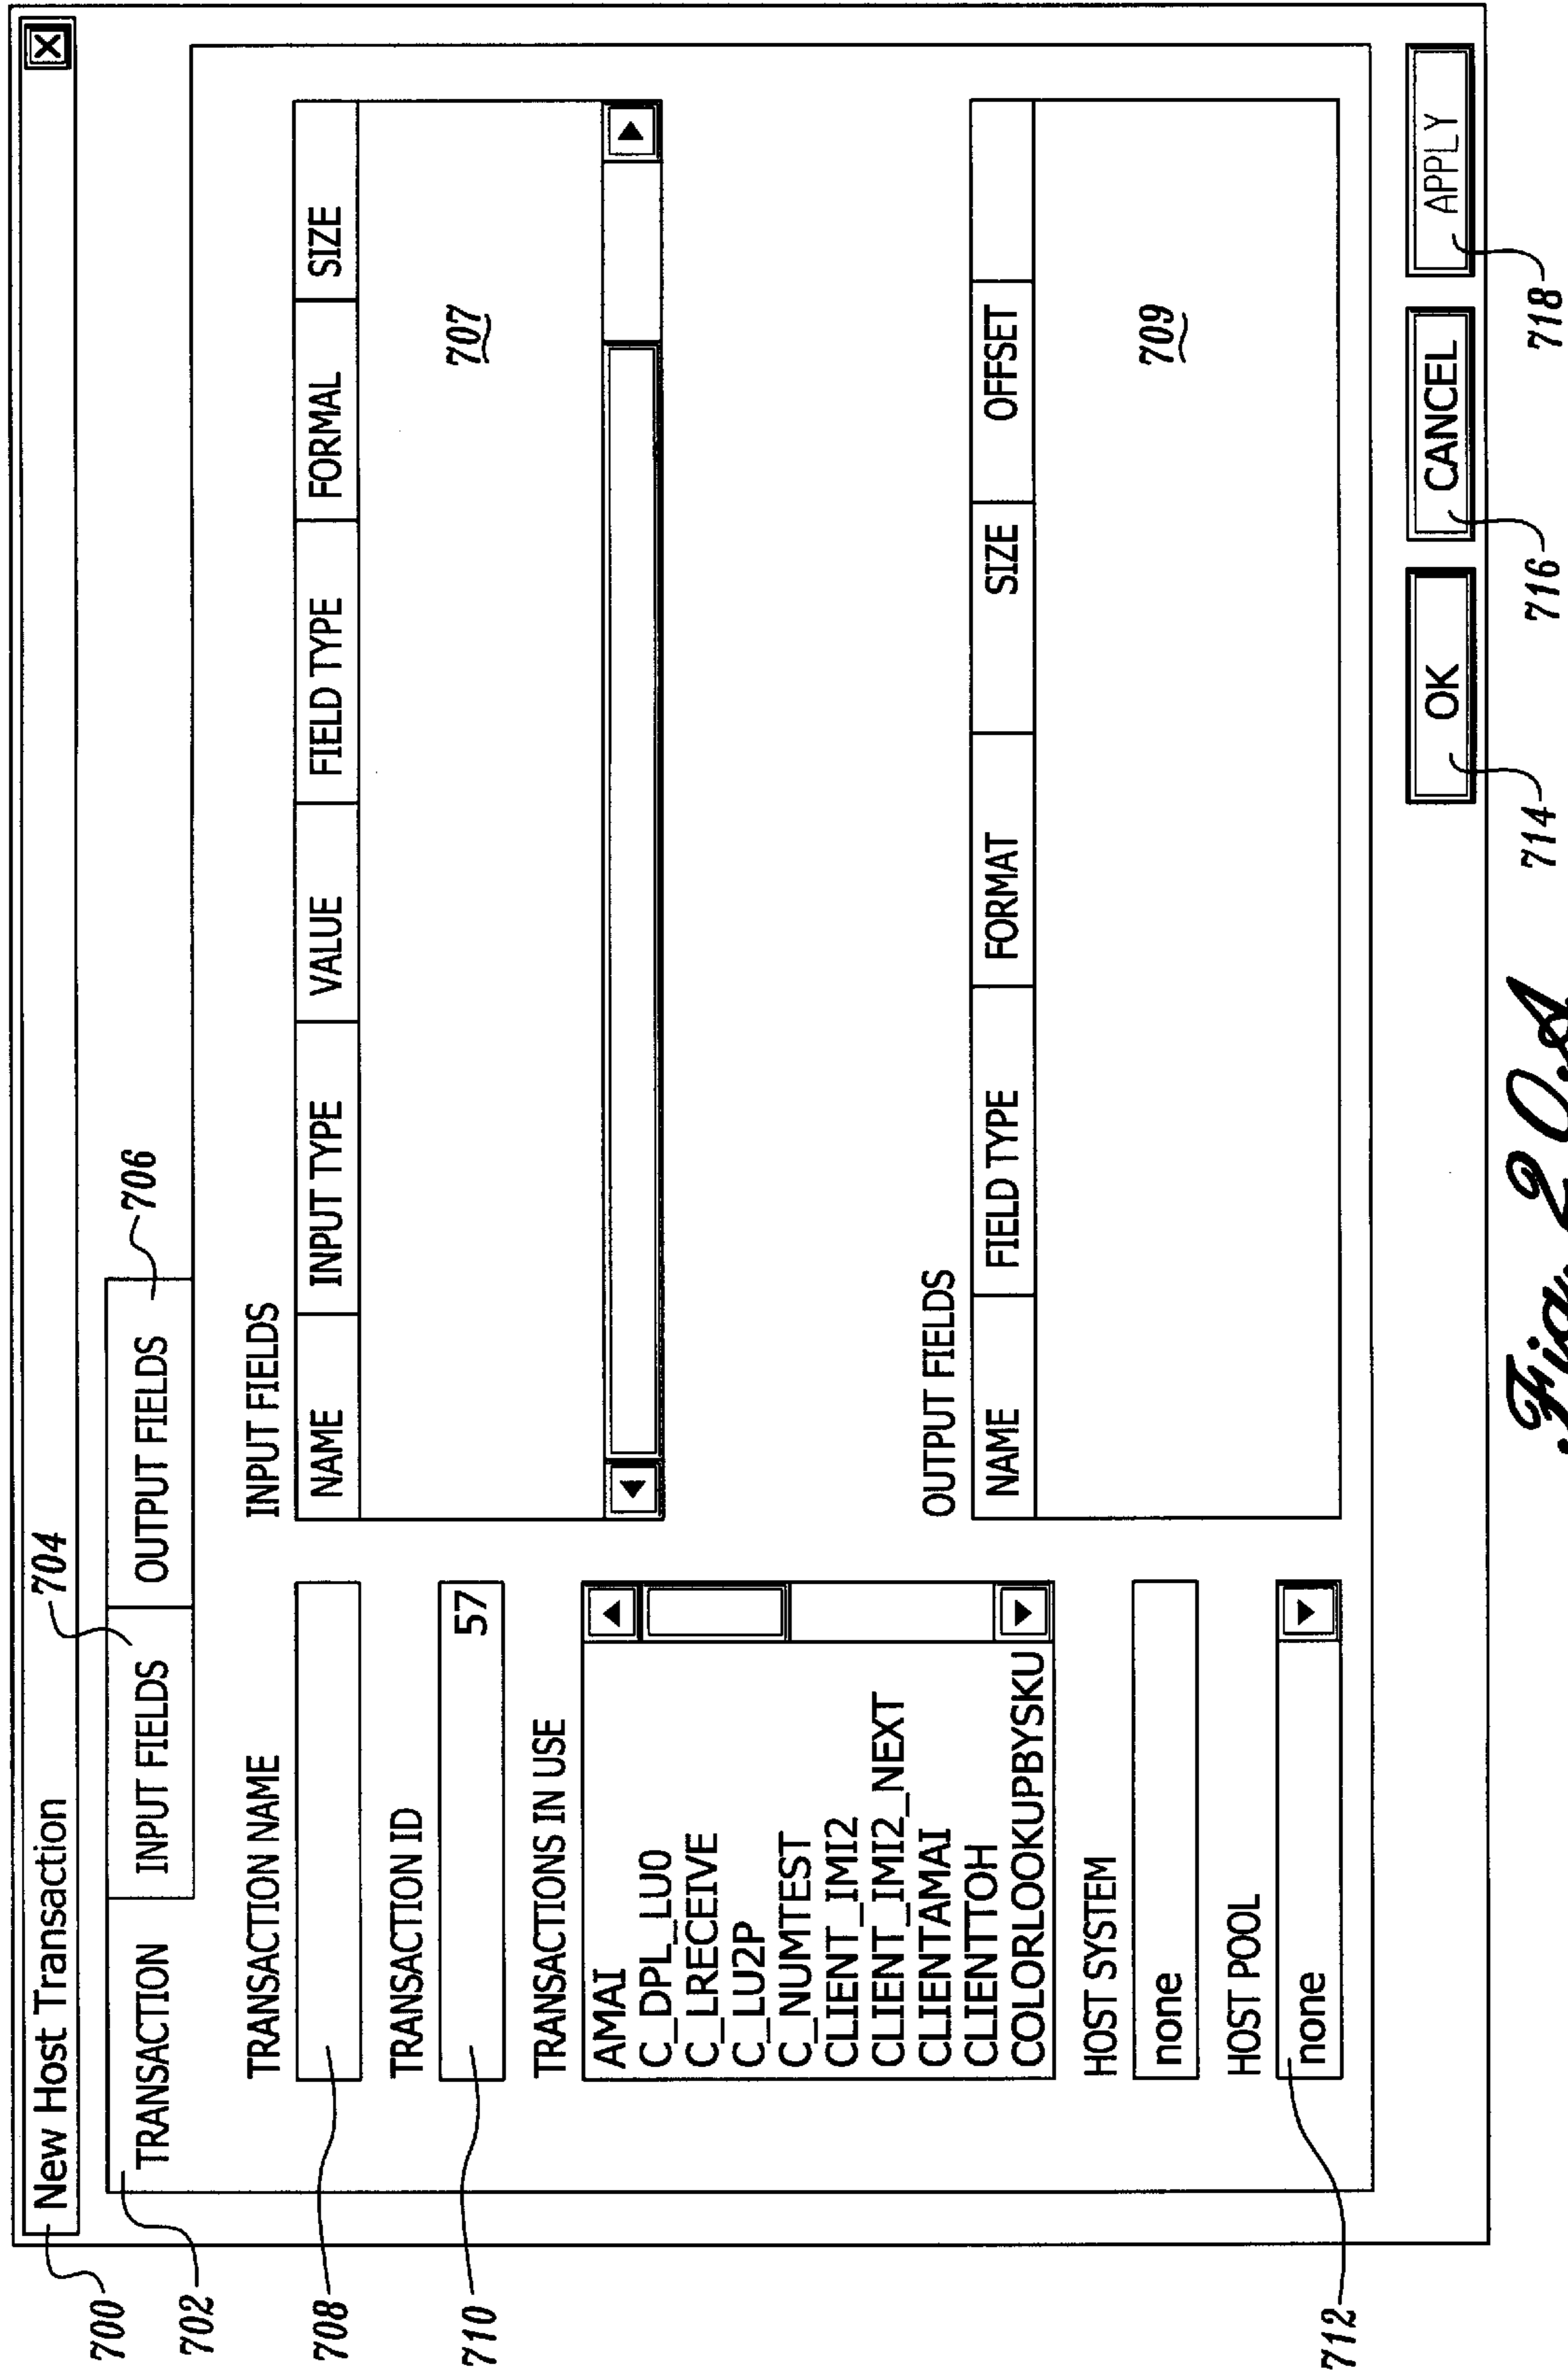 New Host Transaction
700
702
704
706
TRANSACTION
INPUT FIELDS
OUTPUT FIELDS
TRANSACTION NAME
708
TRANSACTION ID
57
710
TRANSACTIONS IN USE
AMAI
C_DPL_LU0
C_LRECEIVE
C_LU2P
C_NUMTEST
CLIENT_IMI2
CLIENT_IMI2_NEXT
CLIENTAMAI
CLIENTTOH
COLORLOOKUPBYSKU
HOST SYSTEM
none
HOST POOL
none
712
INPUT FIELDS
NAME INPUT TYPE VALUE FIELD TYPE FORMAL SIZE
707
OUTPUT FIELDS
NAME FIELD TYPE FORMAT SIZE OFFSET
709
OK CANCEL APPLY
714 716 718
Fig. 20A.